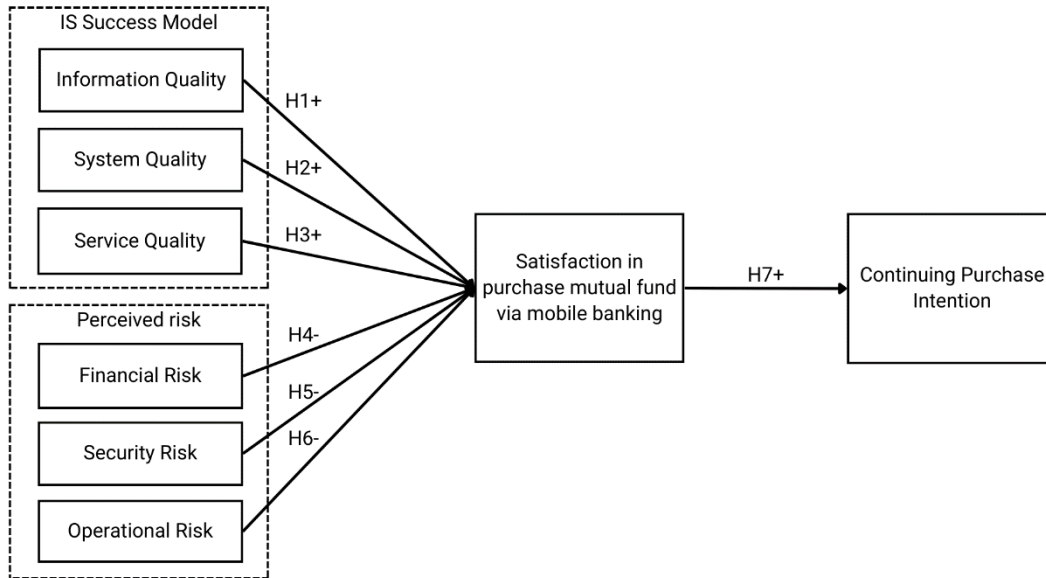 IS Success Model
Information Quality
H1+
System Quality
H2+
Service Quality
H3+
Satisfaction in
purchase mutual fund
via mobile banking
H7+
Continuing Purchase
Intention
Perceived risk
Financial Risk
H4-
Security Risk
H5-
H6-
Operational Risk